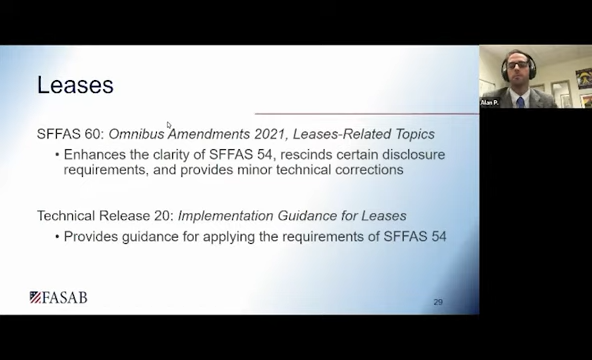 Leases
SFFAS 60: Omnibus Amendments 2021, Leases-Related Topics
• Enhances the clarity of SFFAS 54, rescinds certain disclosure
requirements, and provides minor technical corrections
Technical Release 20: Implementation Guidance for Leases
• Provides guidance for applying the requirements of SFFAS 54
FASAB
29
Alan P.